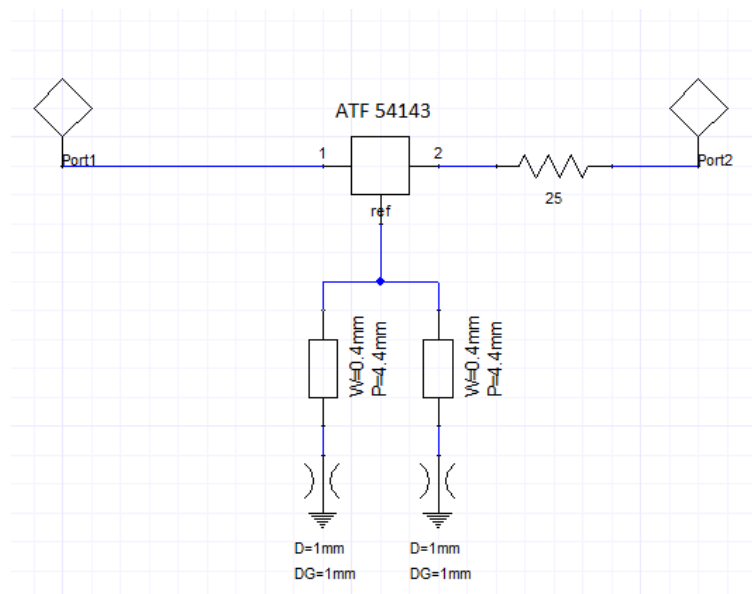 ATF 54143
Port1
1
2
Port2
25
ref
W=0.4mm
P=4.4mm
W=0.4mm
P=4.4mm
D=1mm
DG=1mm
D=1mm
DG=1mm